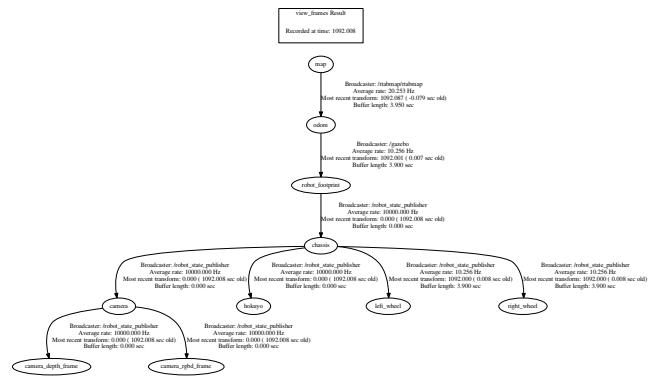 view_frames Result
Recorded at time: 1092.008
map
Broadcaster: /rtabmap/rtabmap
Average rate: 20.253 Hz
Most recent transform: 1092.087 ( -0.079 sec old)
Buffer length: 3.950 sec
odom
Broadcaster: /gazebo
Average rate: 10.256 Hz
Most recent transform: 1092.001 ( 0.007 sec old)
Buffer length: 3.900 sec
robot_footprint
Broadcaster: /robot_state_publisher
Average rate: 10000.000 Hz
Most recent transform: 0.000 ( 1092.008 sec old)
Buffer length: 0.000 sec
chassis
Broadcaster: /robot_state_publisher
Average rate: 10000.000 Hz
Most recent transform: 0.000 ( 1092.008 sec old)
Buffer length: 0.000 sec
Broadcaster: /robot_state_publisher
Average rate: 10000.000 Hz
Most recent transform: 0.000 ( 1092.008 sec old)
Buffer length: 0.000 sec
Broadcaster: /robot_state_publisher
Average rate: 10.256 Hz
Most recent transform: 1092.000 ( 0.008 sec old)
Buffer length: 3.900 sec
Broadcaster: /robot_state_publisher
Average rate: 10.256 Hz
Most recent transform: 1092.000 ( 0.008 sec old)
Buffer length: 3.900 sec
camera
hokuyo
left_wheel
right_wheel
Broadcaster: /robot_state_publisher
Average rate: 10000.000 Hz
Most recent transform: 0.000 ( 1092.008 sec old)
Buffer length: 0.000 sec
Broadcaster: /robot_state_publisher
Average rate: 10000.000 Hz
Most recent transform: 0.000 ( 1092.008 sec old)
Buffer length: 0.000 sec
camera_depth_frame
camera_rgbd_frame